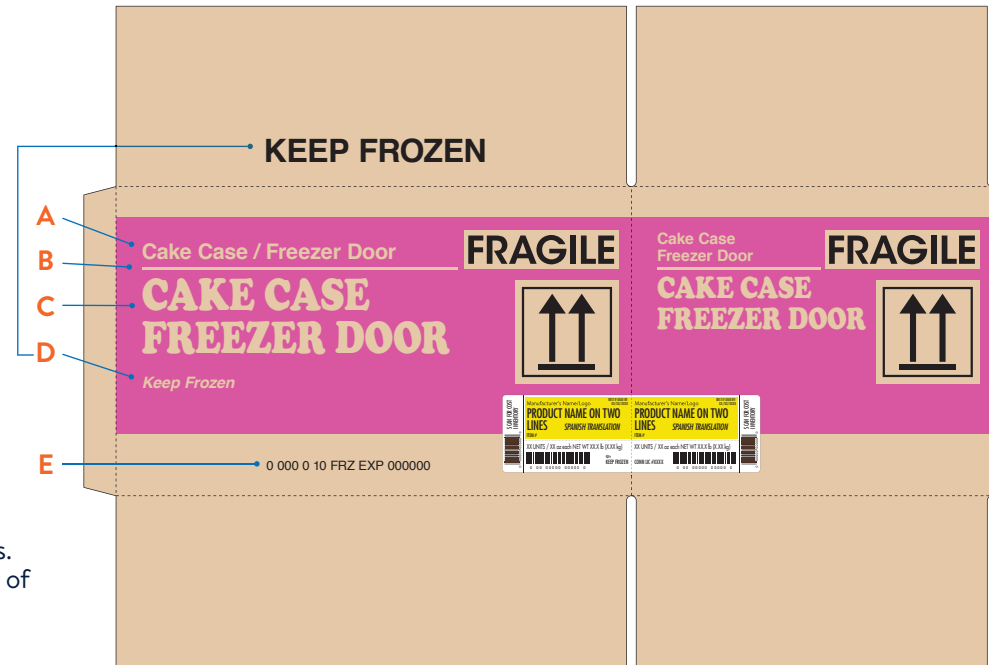 KEEP FROZEN
A
B
C
D
E
Cake Case / Freezer Door
CAKE CASE
FREEZER DOOR
Keep Frozen
FRAGILE
Cake Case
Freezer Door
CAKE CASE
FREEZER DOOR
FRAGILE
0 000 0 10 FRZ EXP 000000
Manufacturer's Name/Logo
PRODUCT NAME ON TWO
LINES SPANISH TRANSLATION
ITEM #
XX UNITS / XX oz each NET WT XX.X lb (X.XX kg)
KEEP FROZEN
Manufacturer's Name/Logo
PRODUCT NAME ON TWO
LINES SPANISH TRANSLATION
ITEM #
XX UNITS / XX oz each NET WT XX.X lb (X.XX kg)
CONN LIC #XXXX
s.
of